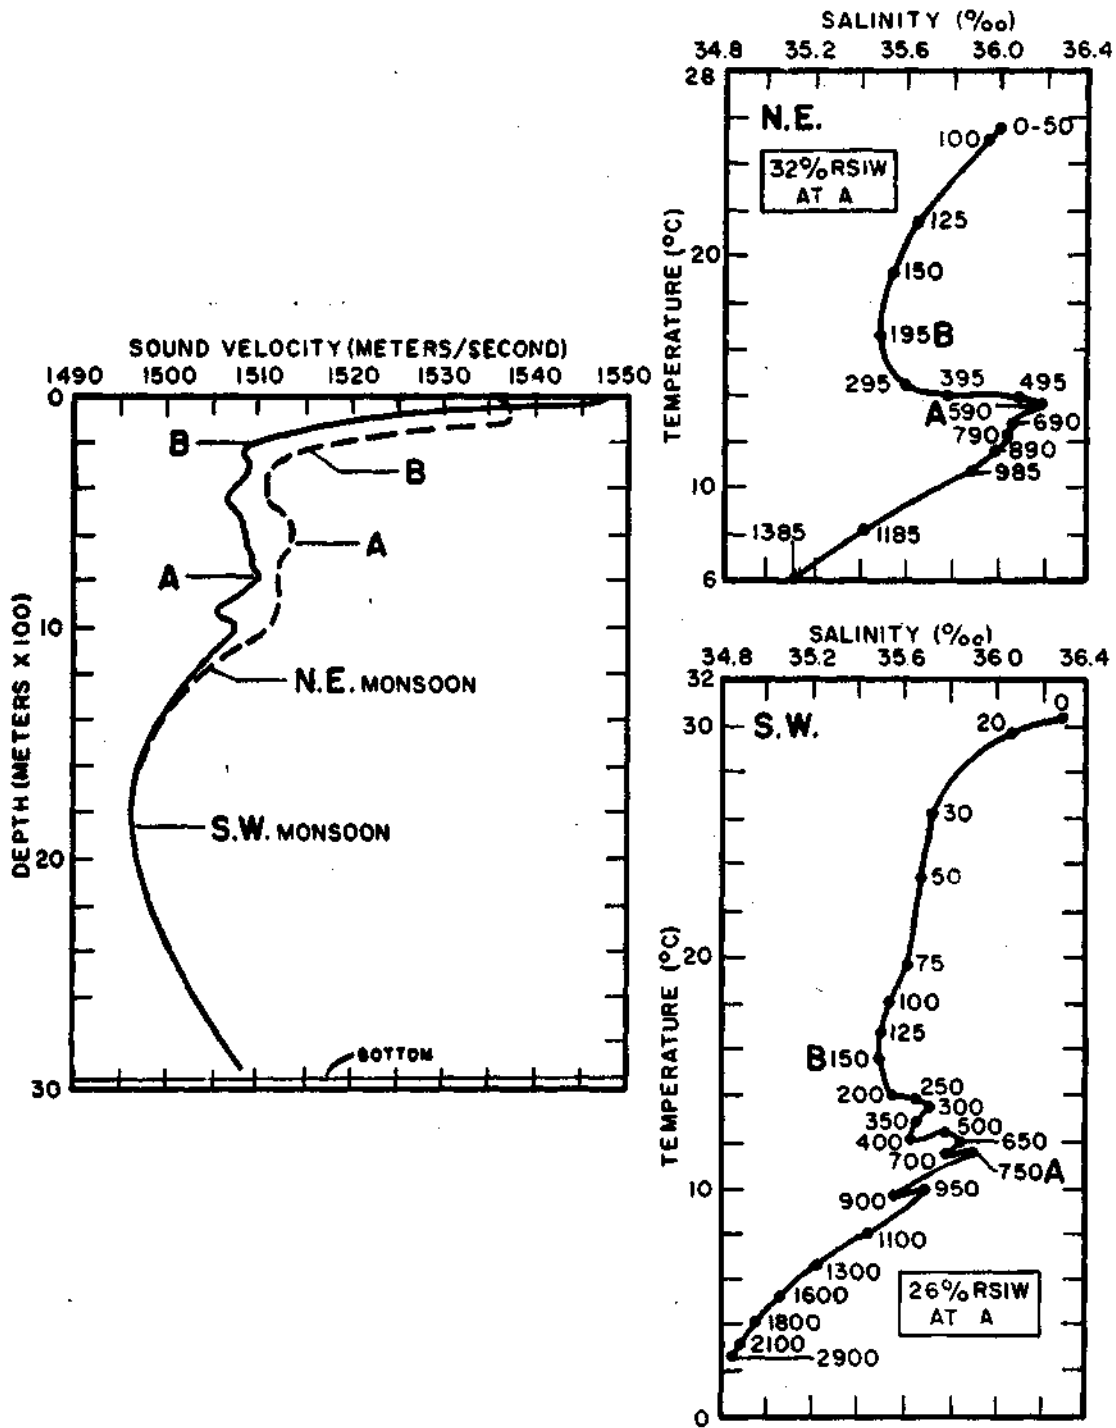 SOUND VELOCITY (METERS/SECOND)
1490 1500 1510 1520 1530 1540 1550
0
10
20
30
DEPTH (METERS X 100)
B
B
A
A
N.E. MONSOON
S.W. MONSOON
BOTTOM
SALINITY (‰)
34.8 35.2 35.6 36.0 36.4
28
20
10
6
TEMPERATURE (°C)
N.E.
32% RSIW
AT A
0-50
100
125
150
195 B
295
395
495
A 590
690
790
890
985
1185
1385
SALINITY (‰)
34.8 35.2 35.6 36.0 36.4
32
30
20
10
0
TEMPERATURE (°C)
S.W.
0
20
30
50
75
100
125
B 150
200
250
300
350
400
500
650
700
750 A
900
950
1100
1300
1600
1800
2100
2900
26% RSIW
AT A